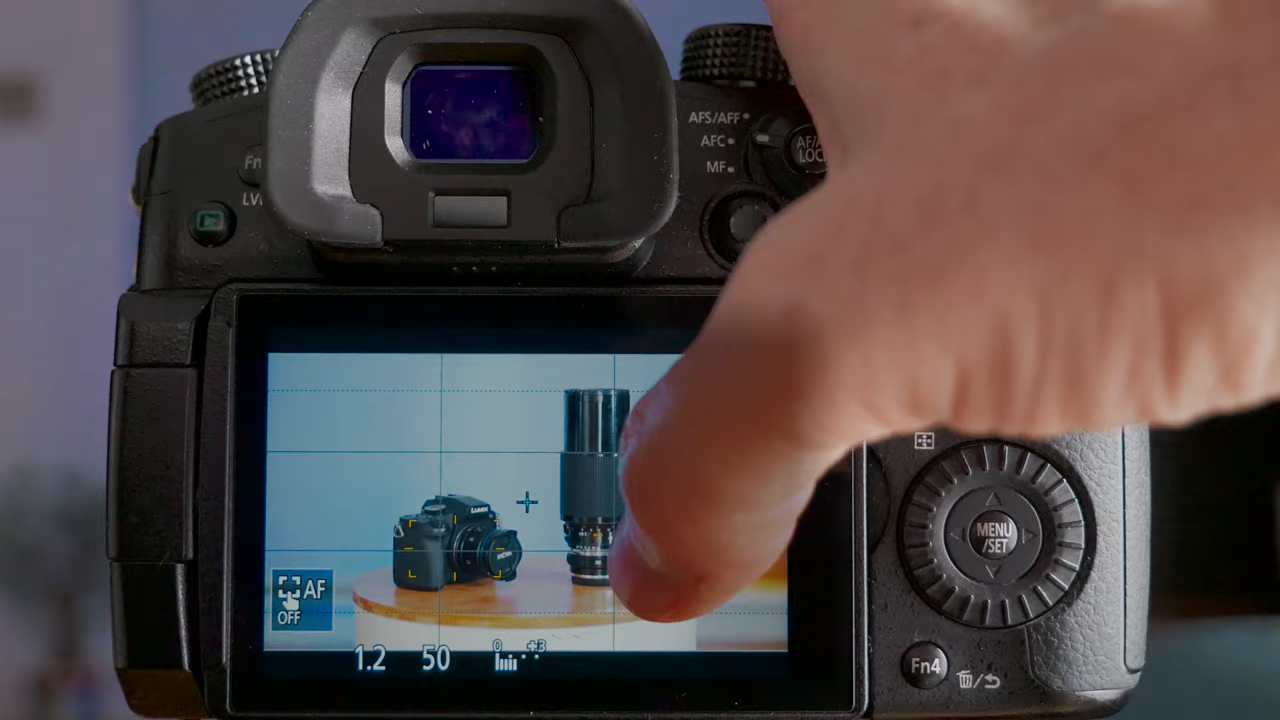 AFS/AFF
AFC
MF
AF/A
LOCK
Fn
LVF
LUMIX
AF
OFF
1.2 50 0 +3
MENU
/SET
Fn4